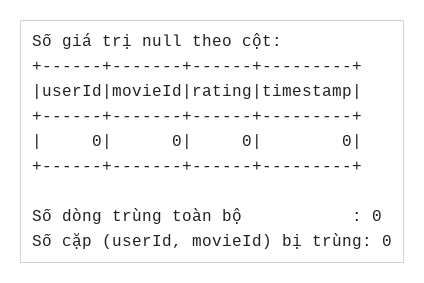 Số giá trị null theo cột:
+------+-------+------+---------+
|userId|movieId|rating|timestamp|
+------+-------+------+---------+
|     0|      0|     0|        0|
+------+-------+------+---------+

Số dòng trùng toàn bộ           : 0
Số cặp (userId, movieId) bị trùng: 0